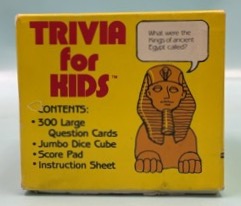 TRIVIA
for
KIDS™
CONTENTS:
• 300 Large
Question Cards
• Jumbo Dice Cube
• Score Pad
• Instruction Sheet
What were the
Kings of ancient
Egypt called?